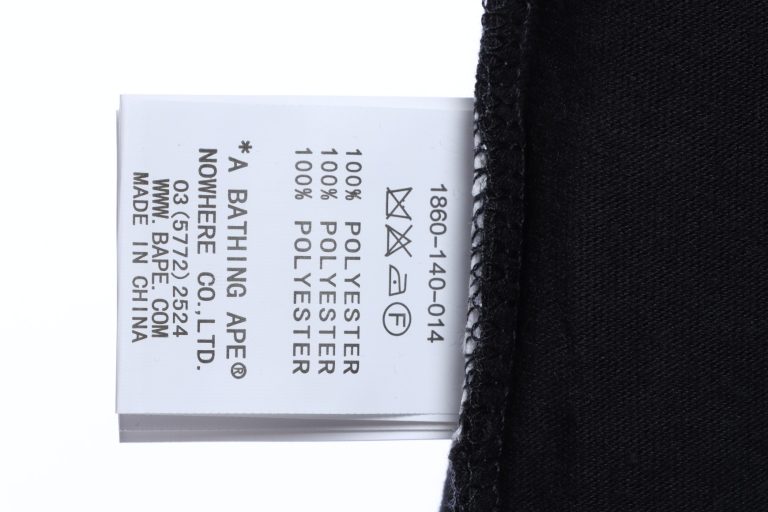 1860-140-014
F
100% POLYESTER
100% POLYESTER
100% POLYESTER
*A BATHING APE®
NOWHERE CO.,LTD.
03(5772)2524
WWW.BAPE.COM
MADE IN CHINA